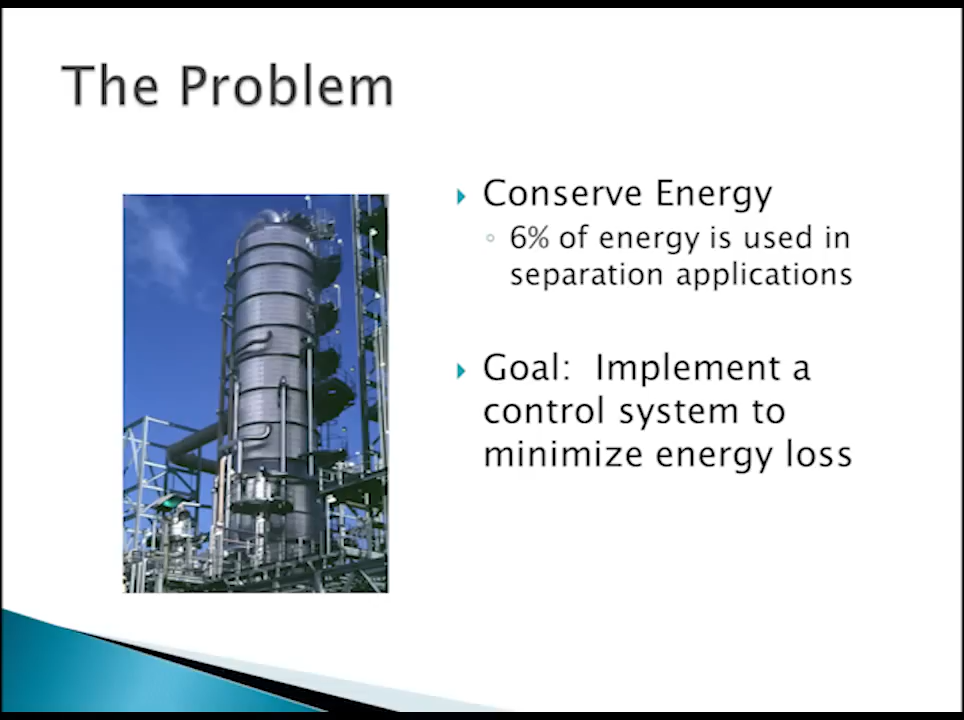 The Problem
Conserve Energy
6% of energy is used in
separation applications
Goal:  Implement a
control system to
minimize energy loss